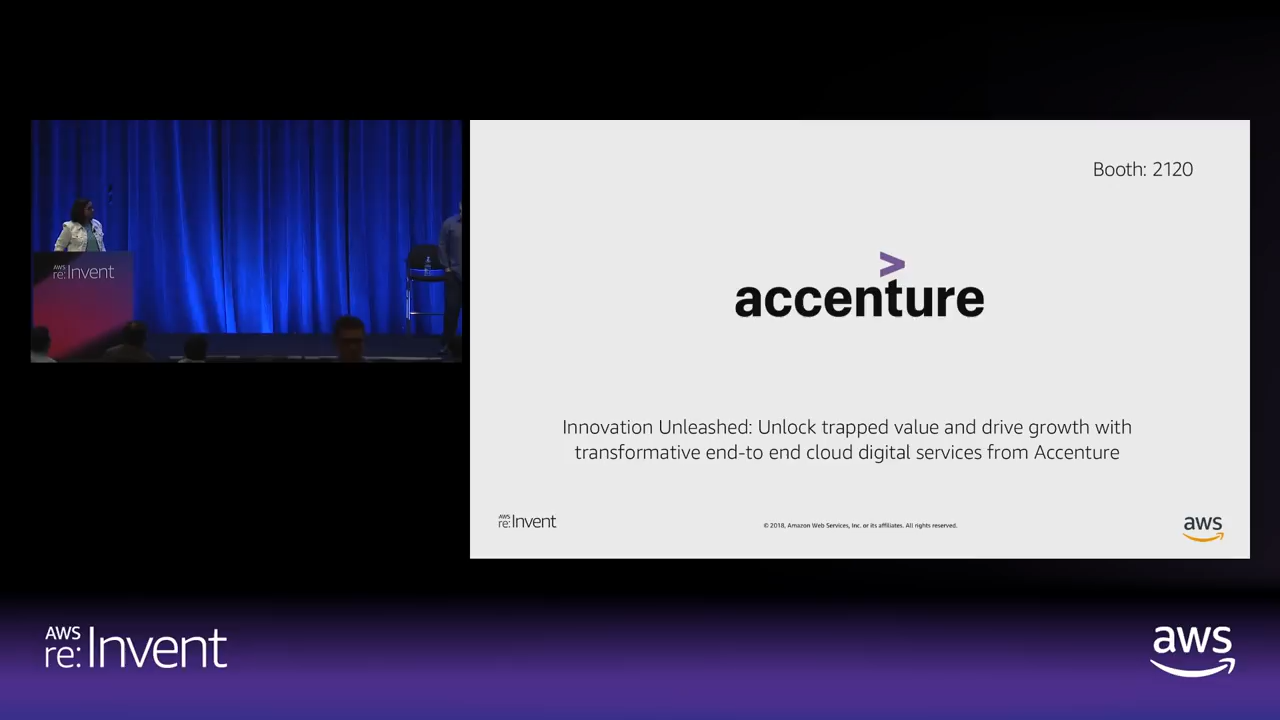 AWS
re:Invent
Booth: 2120
>
accenture
Innovation Unleashed: Unlock trapped value and drive growth with
transformative end-to end cloud digital services from Accenture
AWS
re:Invent
© 2018, Amazon Web Services, Inc. or its affiliates. All rights reserved.
aws
AWS
re:Invent
aws